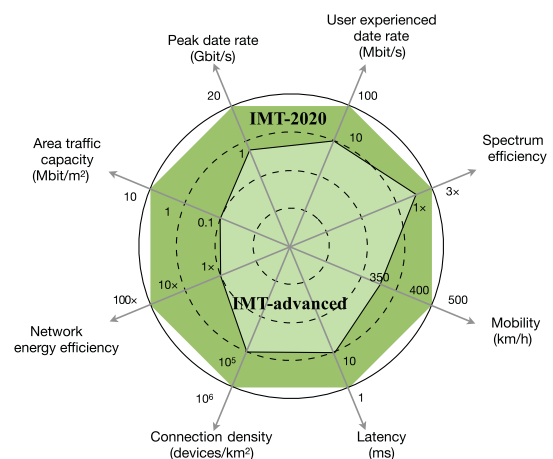 User experienced
date rate
(Mbit/s)
Peak date rate
(Gbit/s)
20
100
IMT-2020
10
1
Area traffic
capacity
(Mbit/m²)
Spectrum
efficiency
3×
1×
10
1
0.1
1×
10×
100×
350
400
500
IMT-advanced
Network
energy efficiency
Mobility
(km/h)
10⁵
10
10⁶
1
Connection density
(devices/km²)
Latency
(ms)